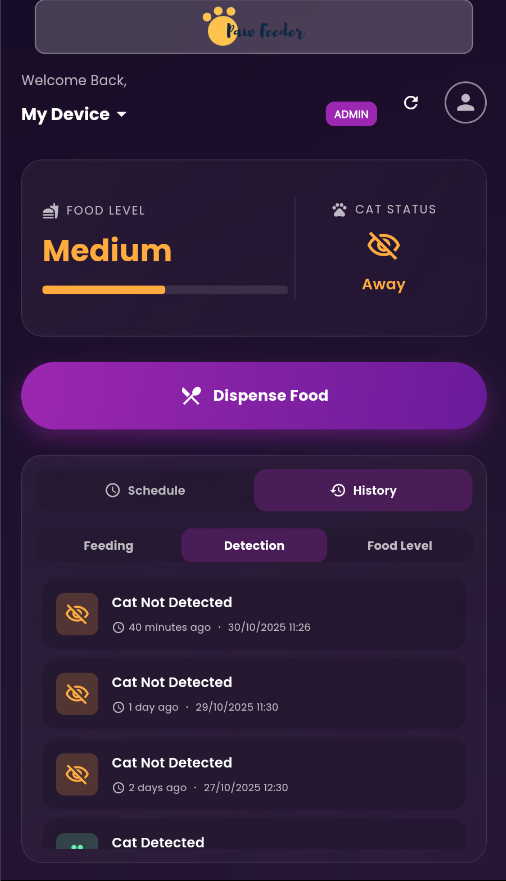 Paw Feeder
Welcome Back,
My Device
ADMIN
FOOD LEVEL
Medium
CAT STATUS
Away
Dispense Food
Schedule
History
Feeding
Detection
Food Level
Cat Not Detected
40 minutes ago · 30/10/2025 11:26
Cat Not Detected
1 day ago · 29/10/2025 11:30
Cat Not Detected
2 days ago · 27/10/2025 12:30
Cat Detected